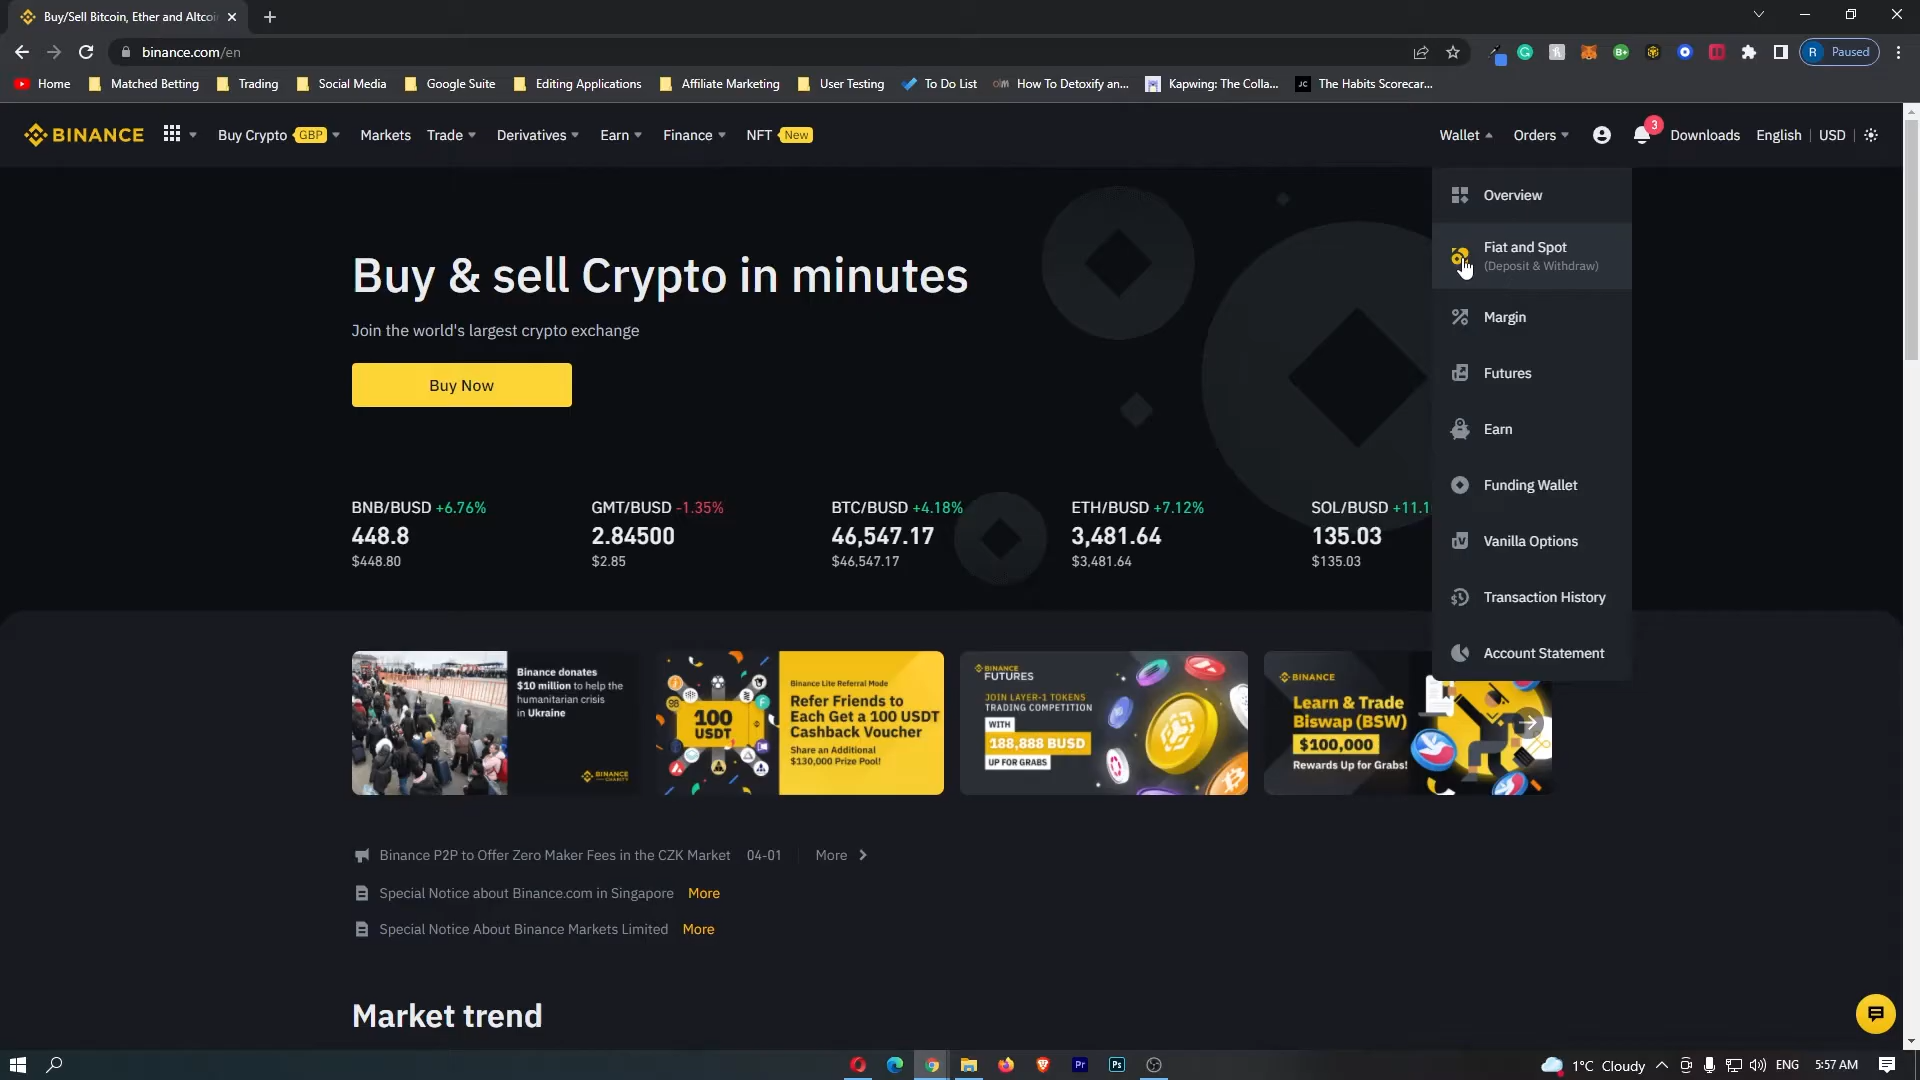 Buy/Sell Bitcoin, Ether and Altcoi
binance.com/en
Paused
Home
Matched Betting
Trading
Social Media
Google Suite
Editing Applications
Affiliate Marketing
User Testing
To Do List
How To Detoxify an...
Kapwing: The Colla...
The Habits Scorecar...
BINANCE
Buy Crypto GBP
Markets
Trade
Derivatives
Earn
Finance
NFT New
Wallet
Orders
3
Downloads
English
USD
Overview
Fiat and Spot
(Deposit & Withdraw)
Margin
Futures
Earn
Funding Wallet
Vanilla Options
Transaction History
Account Statement
Buy & sell Crypto in minutes
Join the world's largest crypto exchange
Buy Now
BNB/BUSD +6.76%
448.8
$448.80
GMT/BUSD -1.35%
2.84500
$2.85
BTC/BUSD +4.18%
46,547.17
$46,547.17
ETH/BUSD +7.12%
3,481.64
$3,481.64
SOL/BUSD +11.1
135.03
$135.03
Binance donates
$10 million to help the
humanitarian crisis
in Ukraine
BINANCE
CHARITY
100
USDT
Binance Lite Referral Mode
Refer Friends to
Each Get a 100 USDT
Cashback Voucher
Share an Additional
$130,000 Prize Pool!
BINANCE
FUTURES
JOIN LAYER-1 TOKENS
TRADING COMPETITION
WITH
188,888 BUSD
UP FOR GRABS
BINANCE
Learn & Trade
Biswap (BSW)
$100,000
Rewards Up for Grabs!
Binance P2P to Offer Zero Maker Fees in the CZK Market 04-01 More
Special Notice about Binance.com in Singapore More
Special Notice About Binance Markets Limited More
Market trend
1°C Cloudy
ENG
5:57 AM